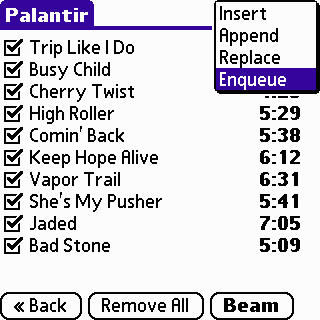 Palantir
Insert
Append
Replace
Enqueue
Trip Like I Do
Busy Child
Cherry Twist
High Roller 5:29
Comin' Back 5:38
Keep Hope Alive 6:12
Vapor Trail 6:31
She's My Pusher 5:41
Jaded 7:05
Bad Stone 5:09
« Back Remove All Beam